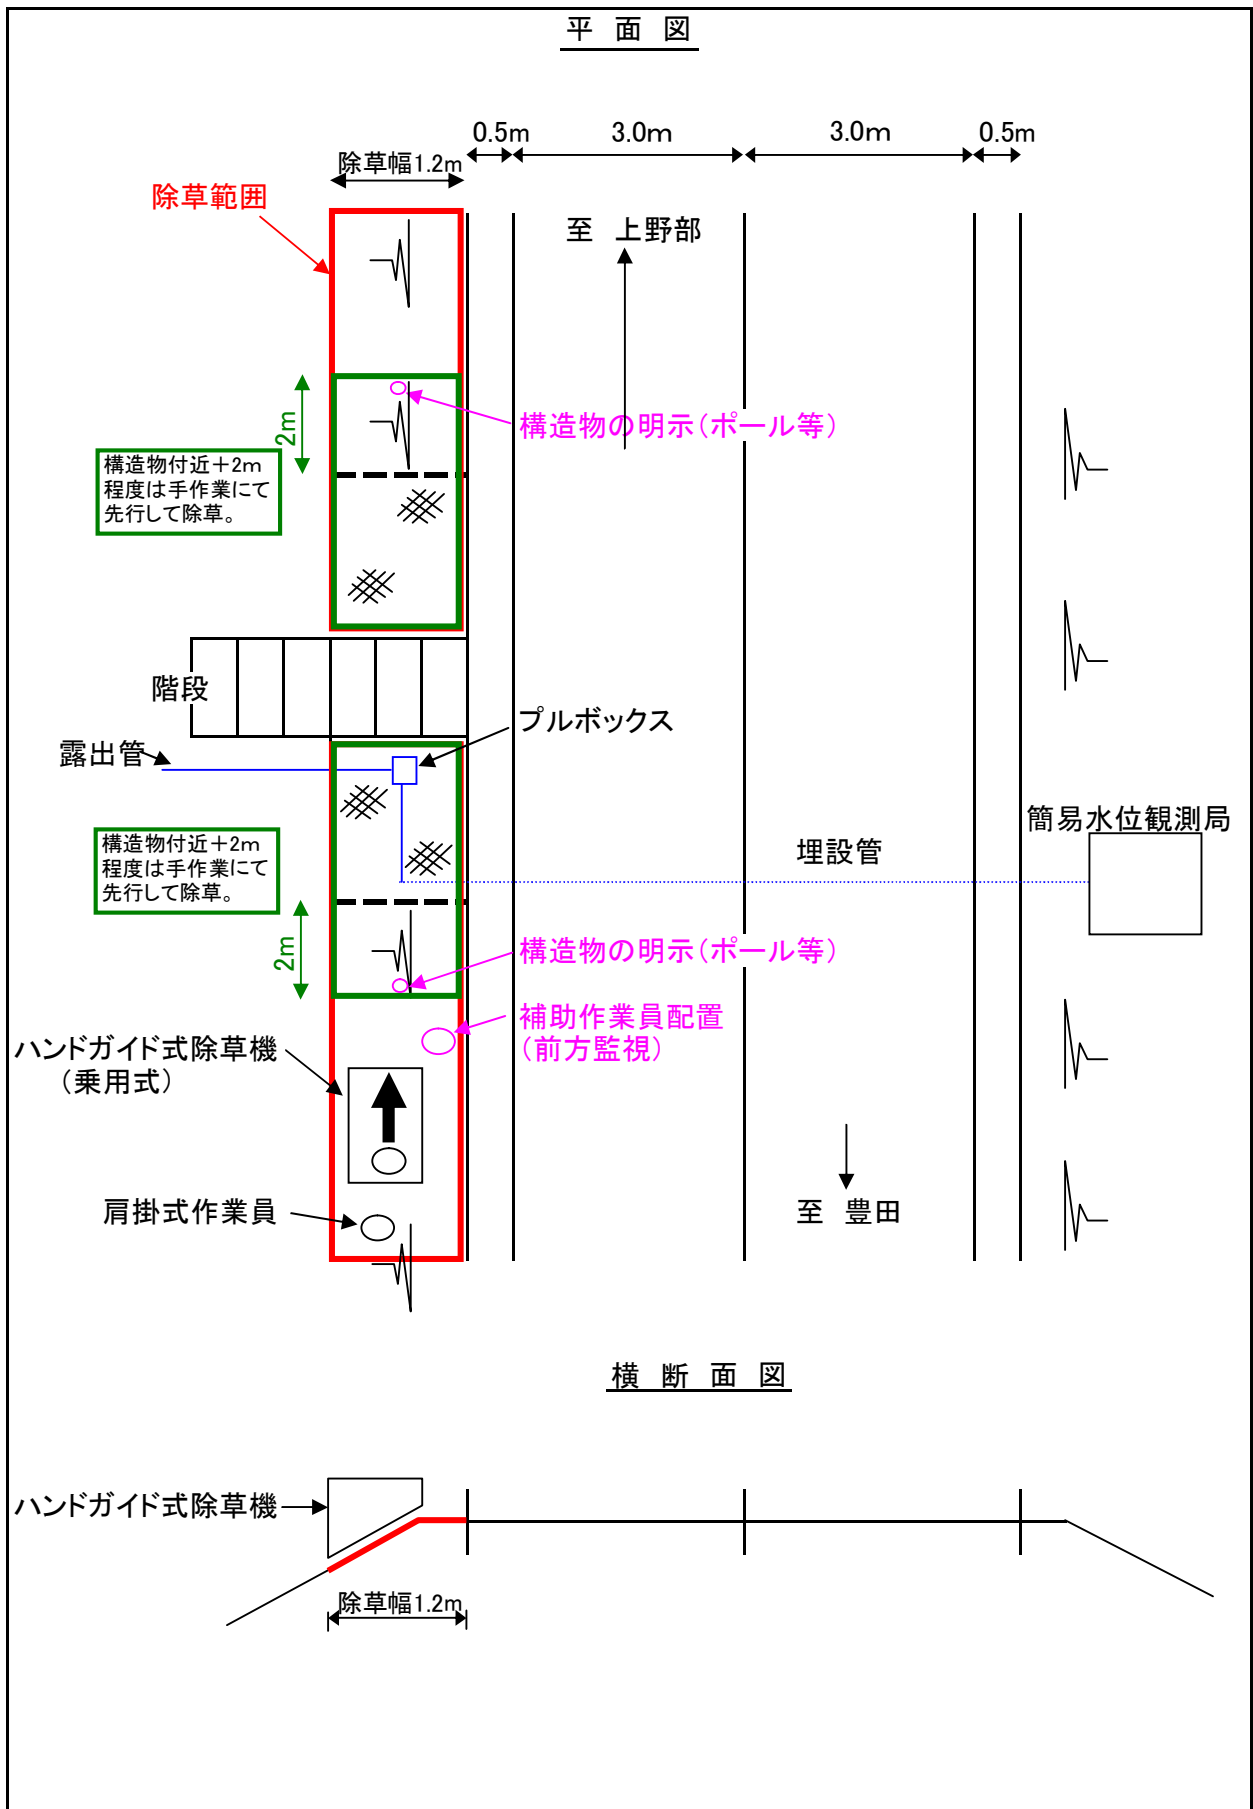 平 面 図
0.5m 3.0m 3.0m 0.5m
除草幅1.2m
除草範囲
至 上野部
2m
構造物の明示(ポール等)
構造物付近+2m
程度は手作業にて
先行して除草。
階段
プルボックス
露出管
簡易水位観測局
構造物付近+2m
程度は手作業にて
先行して除草。
埋設管
2m
構造物の明示(ポール等)
補助作業員配置
(前方監視)
ハンドガイド式除草機
(乗用式)
肩掛式作業員
至 豊田
横 断 面 図
ハンドガイド式除草機
除草幅1.2m